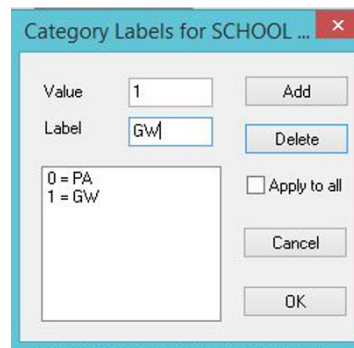 Category Labels for SCHOOL ...
Value 1 Add
Label GW Delete
0 = PA
1 = GW
Apply to all
Cancel
OK